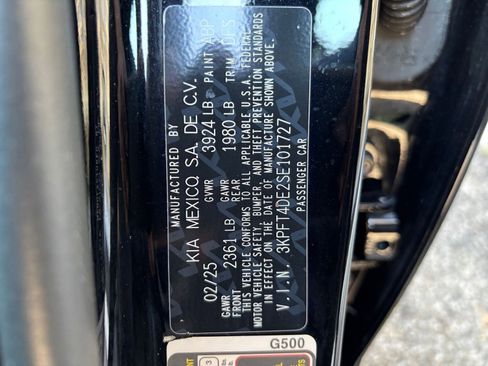 MANUFACTURED BY
KIA MEXICO, S.A. DE C.V.
02/25 GVWR 3924 LB PAINT ABP
GAWR FRONT 2361 LB GAWR REAR 1980 LB TRIM
THIS VEHICLE CONFORMS TO ALL APPLICABLE U.S.A. FEDERAL
MOTOR VEHICLE SAFETY, BUMPER, AND THEFT PREVENTION STANDARDS
IN EFFECT ON THE DATE OF MANUFACTURE SHOWN ABOVE.
V.I.N. 3KPFT4DE2SE101727
PASSENGER CAR
G500
3